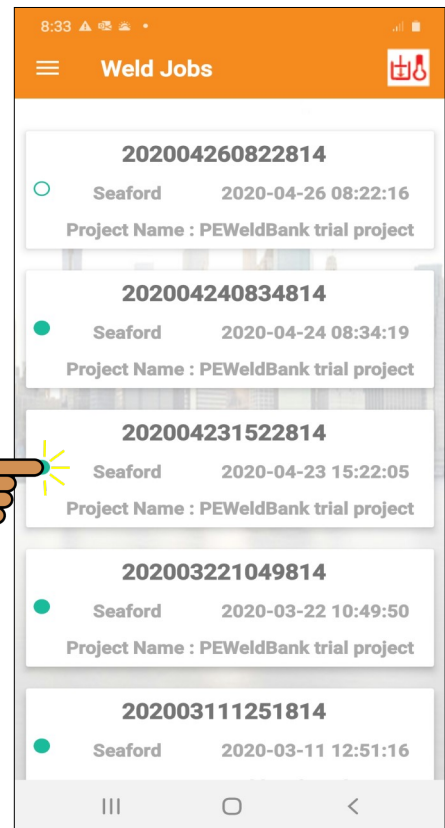 8:33
Weld Jobs
202004260822814
Seaford 2020-04-26 08:22:16
Project Name : PEWeldBank trial project
202004240834814
Seaford 2020-04-24 08:34:19
Project Name : PEWeldBank trial project
202004231522814
Seaford 2020-04-23 15:22:05
Project Name : PEWeldBank trial project
202003221049814
Seaford 2020-03-22 10:49:50
Project Name : PEWeldBank trial project
202003111251814
Seaford 2020-03-11 12:51:16